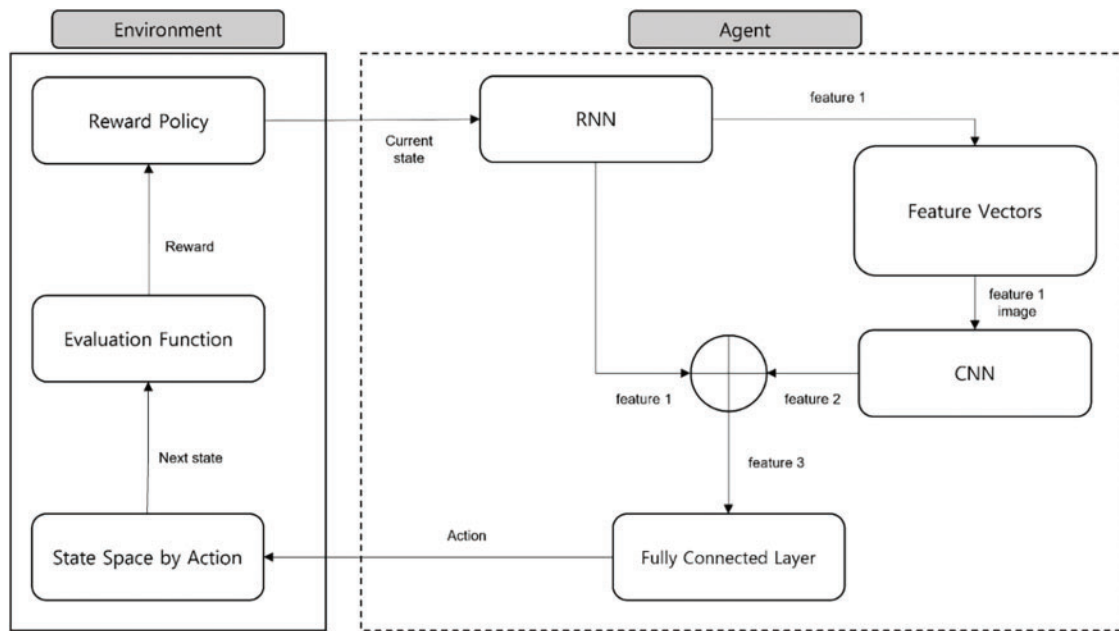 Environment
Agent
Reward Policy
Current
state
RNN
feature 1
Feature Vectors
Reward
feature 1
image
Evaluation Function
CNN
feature 1
feature 2
Next state
feature 3
State Space by Action
Action
Fully Connected Layer